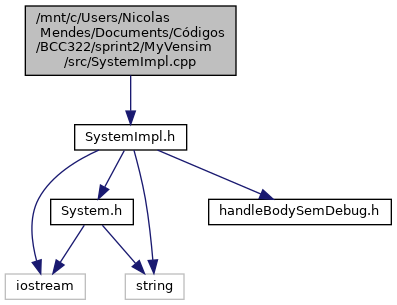 /mnt/c/Users/Nicolas
Mendes/Documents/Códigos
/BCC322/sprint2/MyVensim
/src/SystemImpl.cpp
SystemImpl.h
System.h
handleBodySemDebug.h
iostream
string